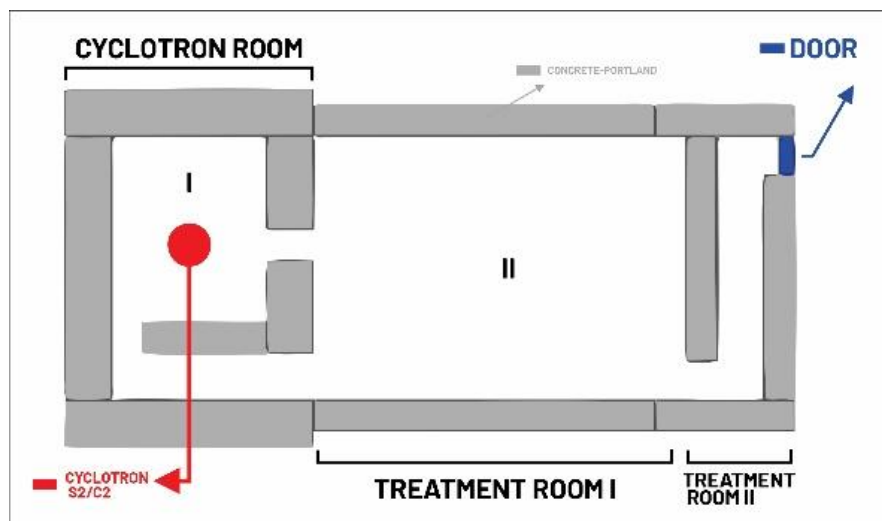 CYCLOTRON ROOM
DOOR
CONCRETE-PORTLAND
I
II
CYCLOTRON
S2/C2
TREATMENT ROOM I
TREATMENT
ROOM II